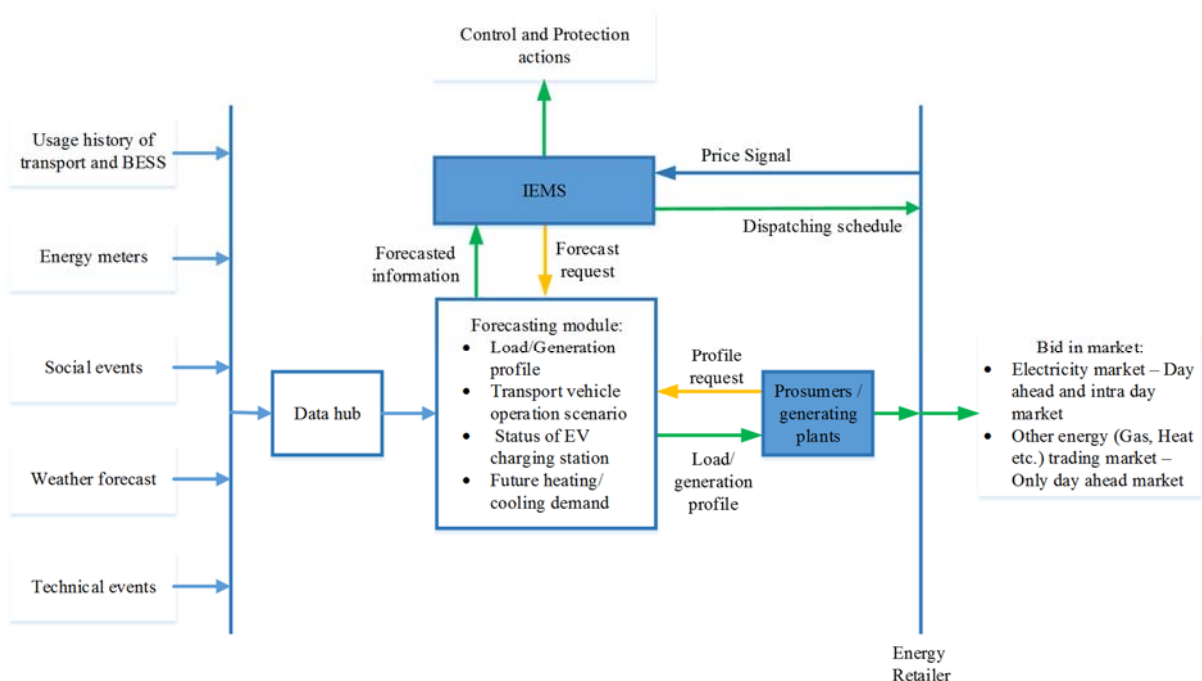 Control and Protection
actions
Usage history of
transport and BESS
Energy meters
Social events
Weather forecast
Technical events
Data hub
IEMS
Price Signal
Dispatching schedule
Forecasted
information
Forecast
request
Forecasting module:
• Load/Generation
profile
• Transport vehicle
operation scenario
• Status of EV
charging station
• Future heating/
cooling demand
Profile
request
Load/
generation
profile
Prosumers /
generating
plants
Bid in market:
• Electricity market – Day
ahead and intra day
market
• Other energy (Gas, Heat
etc.) trading market –
Only day ahead market
Energy
Retailer